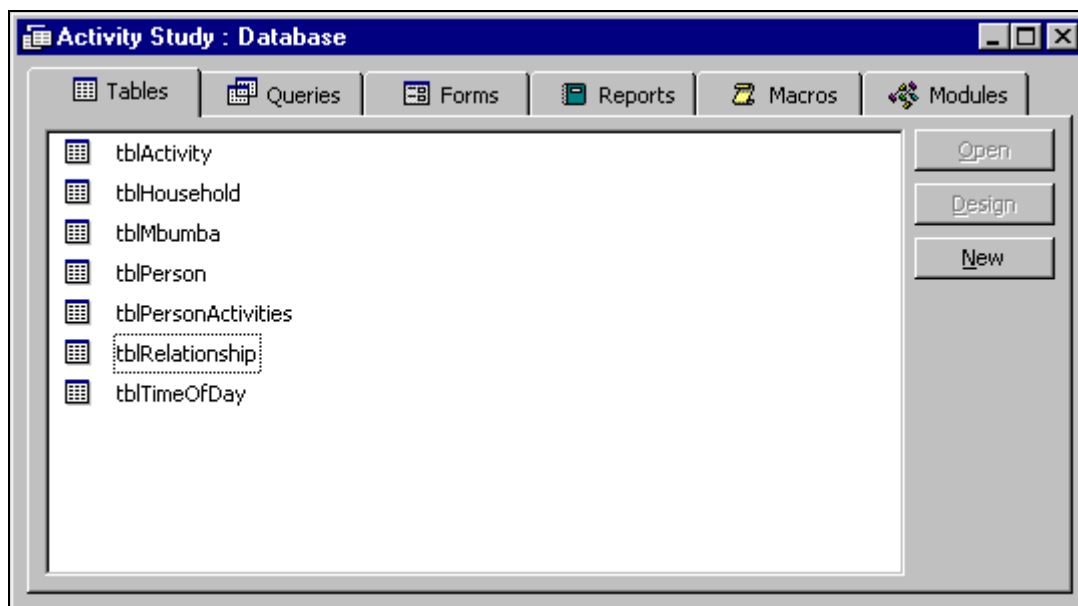 Activity Study : Database
Tables Queries Forms Reports Macros Modules
tblActivity
tblHousehold
tblMbumba
tblPerson
tblPersonActivities
tblRelationship
tblTimeOfDay
Open
Design
New